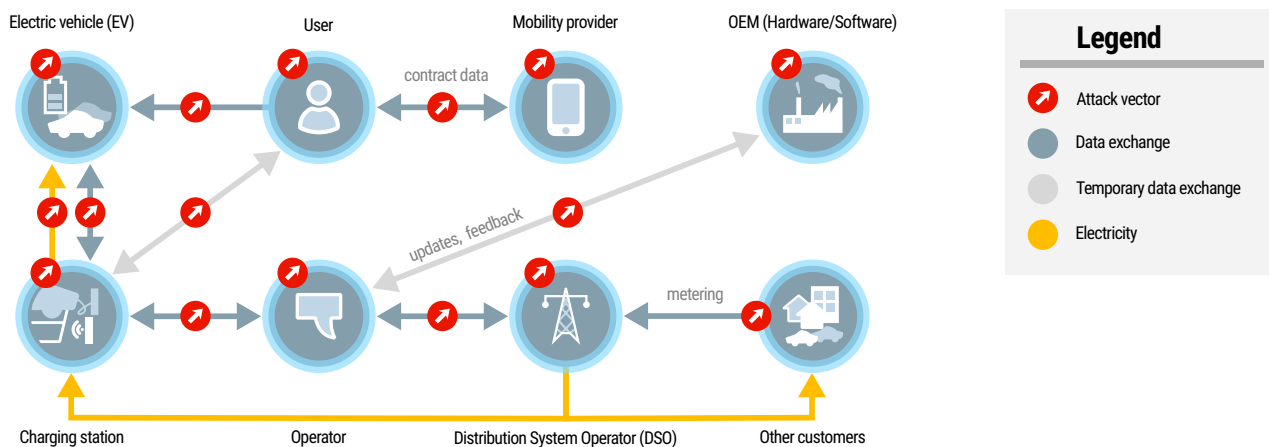 Electric vehicle (EV)
User
Mobility provider
OEM (Hardware/Software)
contract data
updates, feedback
metering
Charging station
Operator
Distribution System Operator (DSO)
Other customers
Legend
Attack vector
Data exchange
Temporary data exchange
Electricity